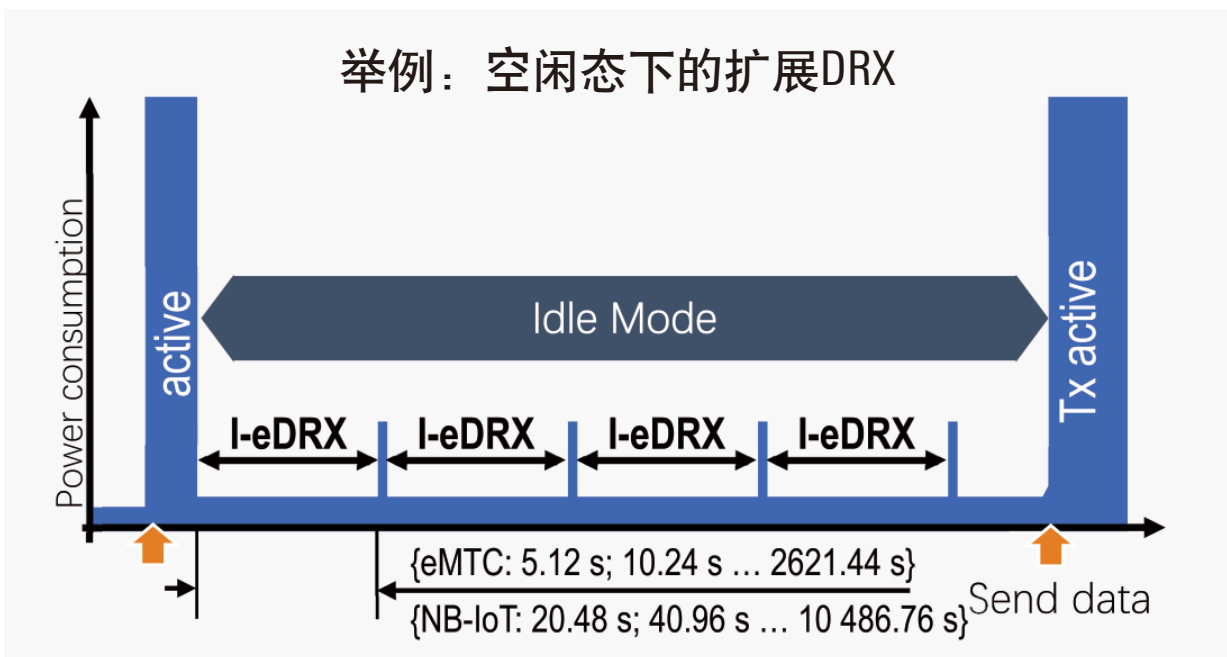 举例：空闲态下的扩展DRX
Power consumption
active
Idle Mode
Tx active
I-eDRX
I-eDRX
I-eDRX
I-eDRX
{eMTC: 5.12 s; 10.24 s … 2621.44 s}
{NB-IoT: 20.48 s; 40.96 s … 10 486.76 s}
Send data